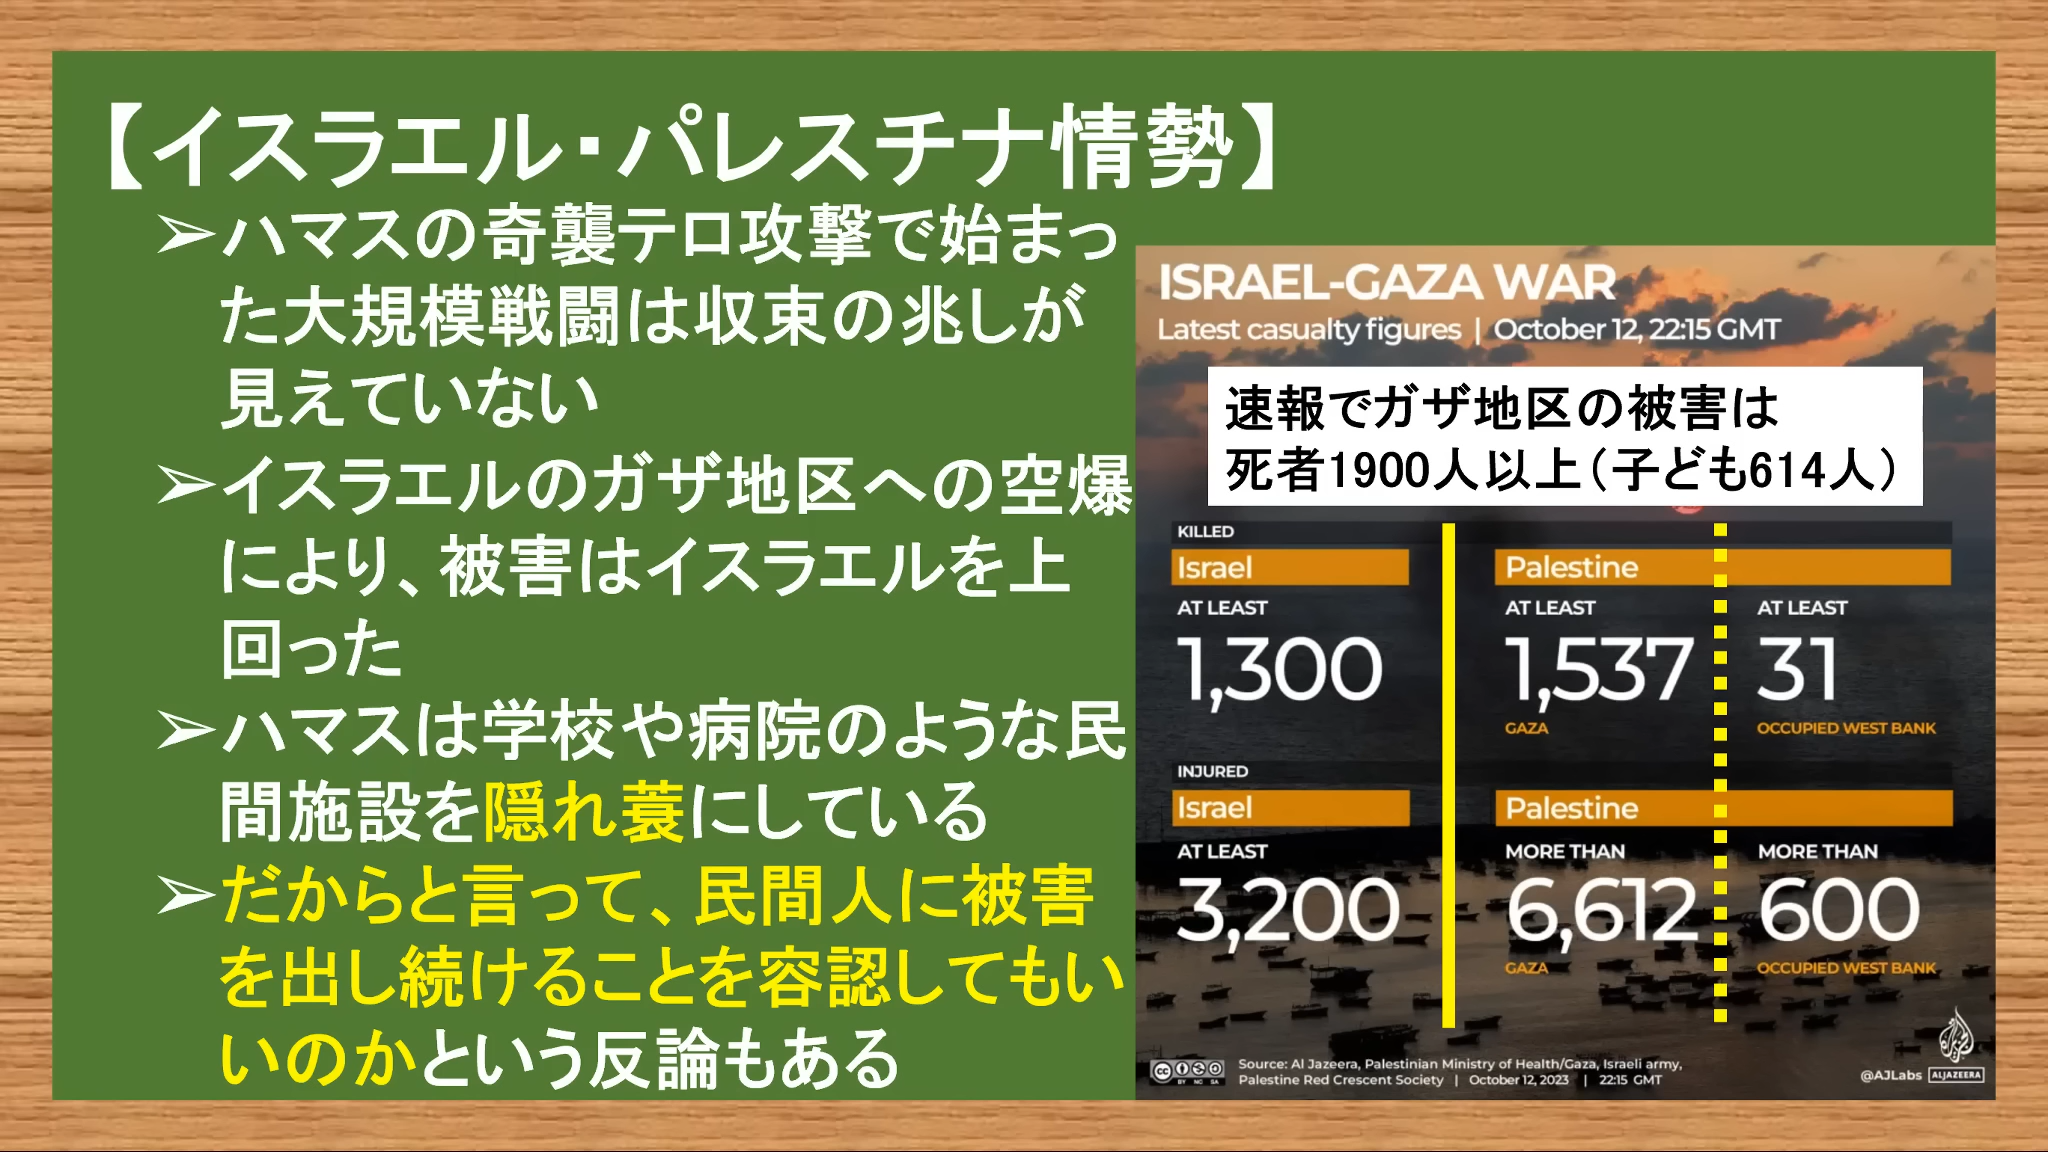 【イスラエル・パレスチナ情勢】
➢ハマスの奇襲テロ攻撃で始まっ
た大規模戦闘は収束の兆しが
見えていない
➢イスラエルのガザ地区への空爆
により、被害はイスラエルを上
回った
➢ハマスは学校や病院のような民
間施設を隠れ蓑にしている
➢だからと言って、民間人に被害
を出し続けることを容認してもい
いのかという反論もある
ISRAEL-GAZA WAR
Latest casualty figures | October 12, 22:15 GMT
速報でガザ地区の被害は
死者1900人以上（子ども614人）
KILLED
Israel
AT LEAST
1,300
Palestine
AT LEAST
1,537
GAZA
AT LEAST
31
OCCUPIED WEST BANK
INJURED
Israel
AT LEAST
3,200
Palestine
MORE THAN
6,612
GAZA
MORE THAN
600
OCCUPIED WEST BANK
CC BY NC SA
Source: Al Jazeera, Palestinian Ministry of Health/Gaza, Israeli army,
Palestine Red Crescent Society | October 12, 2023 | 22:15 GMT
@AJLabs ALJAZEERA